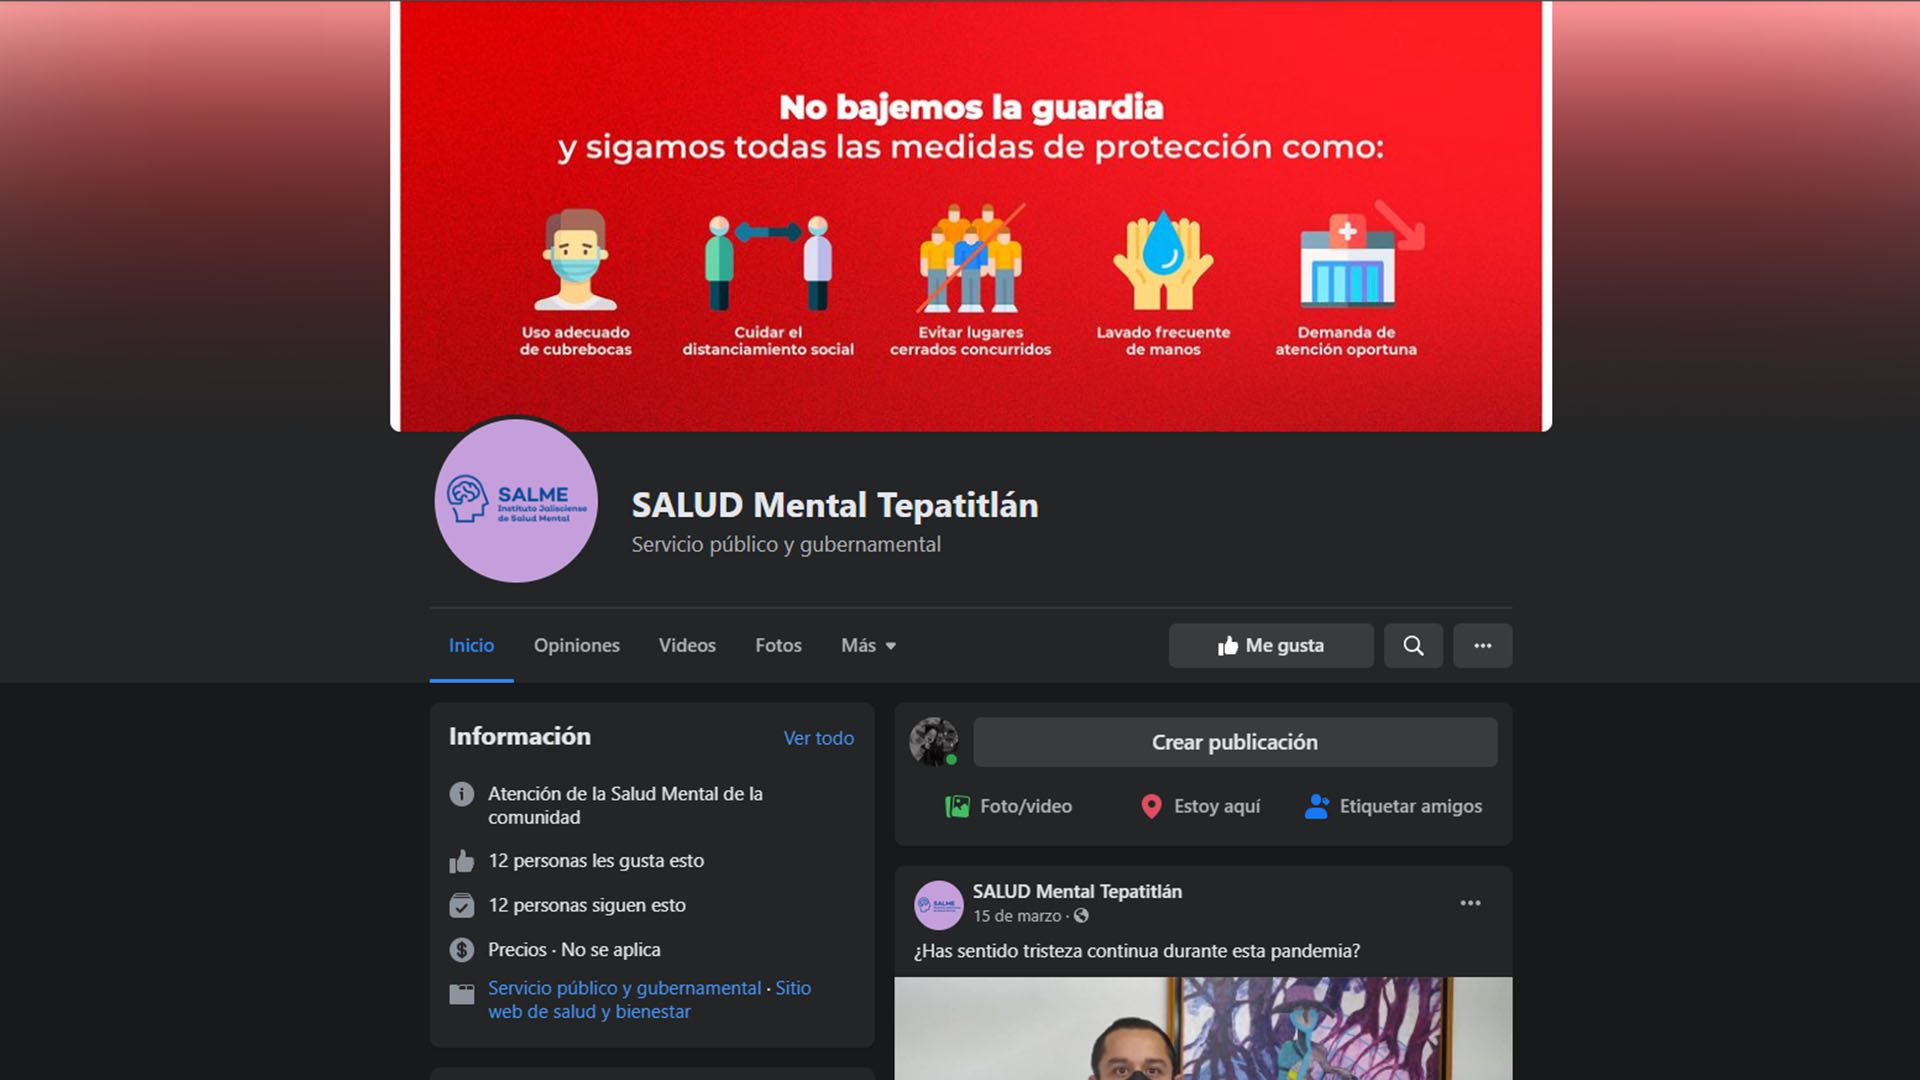 No bajemos la guardia
y sigamos todas las medidas de protección como:
Uso adecuado
de cubrebocas
Cuidar el
distanciamiento social
Evitar lugares
cerrados concurridos
Lavado frecuente
de manos
Demanda de
atención oportuna
SALME
Instituto Jalisciense
de Salud Mental
SALUD Mental Tepatitlán
Servicio público y gubernamental
Inicio
Opiniones
Videos
Fotos
Más
Me gusta
Información
Ver todo
Atención de la Salud Mental de la
comunidad
12 personas les gusta esto
12 personas siguen esto
Precios · No se aplica
Servicio público y gubernamental · Sitio
web de salud y bienestar
Crear publicación
Foto/video
Estoy aquí
Etiquetar amigos
SALME
SALUD Mental Tepatitlán
15 de marzo ·
¿Has sentido tristeza continua durante esta pandemia?